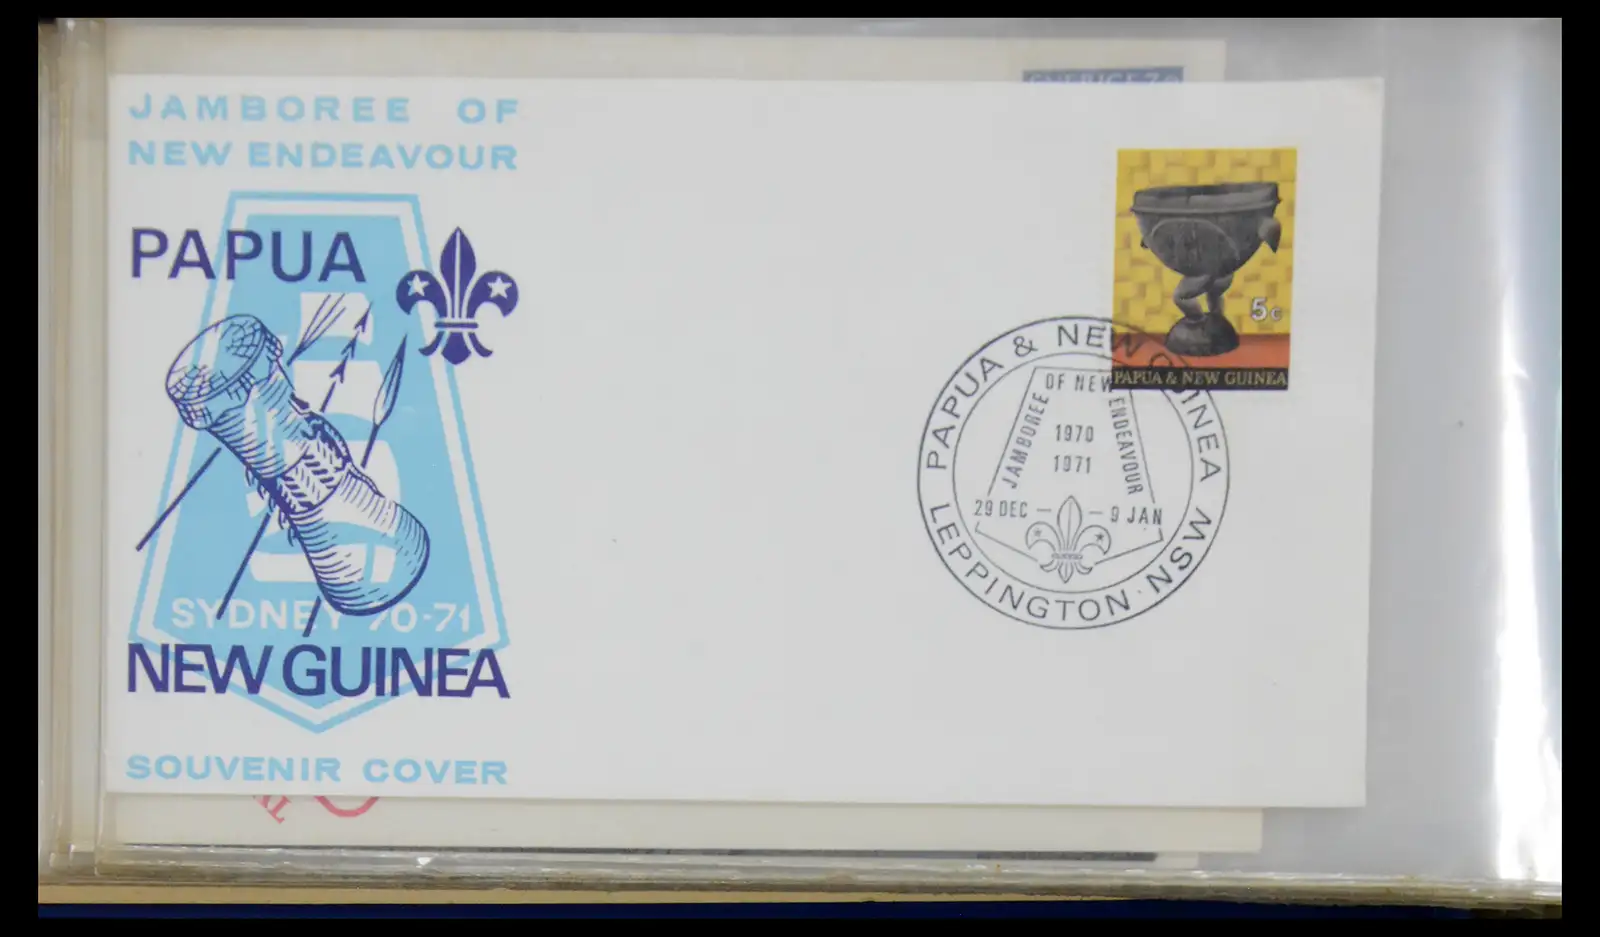 JAMBOREE OF
NEW ENDEAVOUR
PAPUA
SYDNEY 70-71
NEW GUINEA
SOUVENIR COVER
5c
PAPUA & NEW GUINEA
PAPUA & NEW GUINEA
JAMBOREE OF NEW ENDEAVOUR
1970
1971
29 DEC — — 9 JAN
LEPPINGTON·NSW